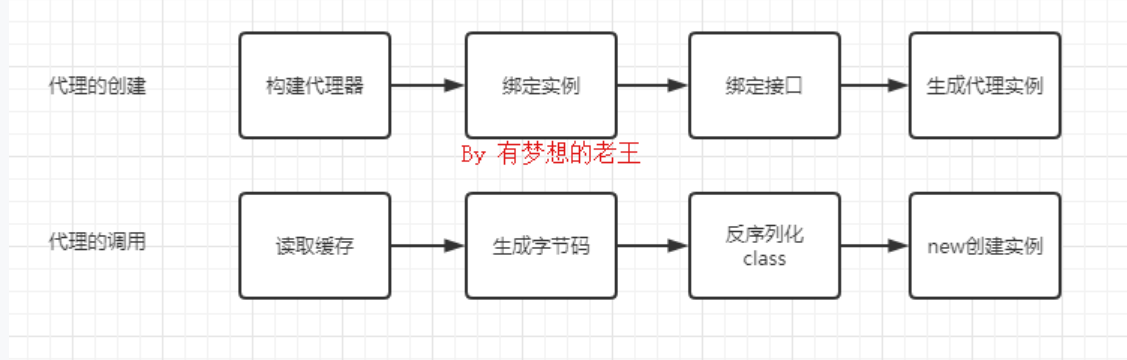 代理的创建
构建代理器
绑定实例
绑定接口
生成代理实例
By 有梦想的老王
代理的调用
读取缓存
生成字节码
反序列化
class
new创建实例